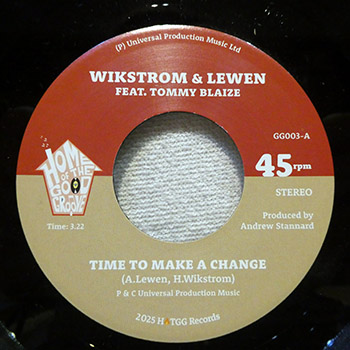 (P) Universal Production Music Ltd
WIKSTROM & LEWEN
FEAT. TOMMY BLAIZE
GG003-A
45rpm
STEREO
HOME
OF THE
GOOD
GROOVE
Time: 3.22
Produced by
Andrew Stannard
TIME TO MAKE A CHANGE
(A.Lewen, H.Wikstrom)
P & C Universal Production Music
2025 HOTGG Records